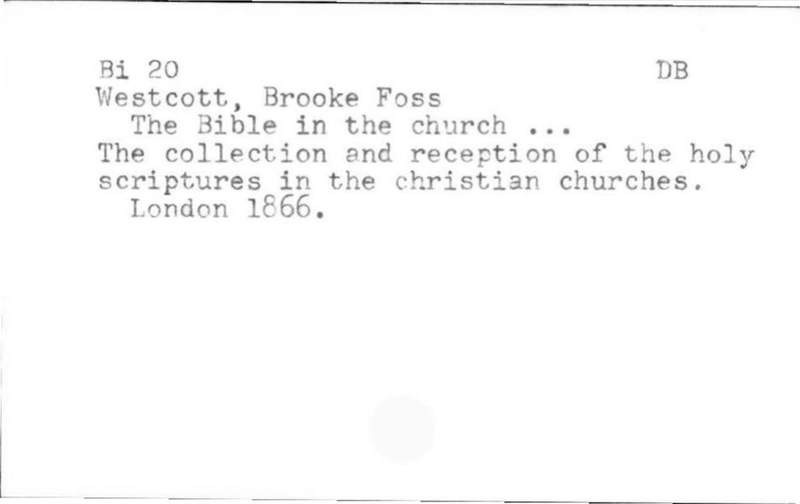 Bi 20 DB
Westcott, Brooke Foss
The Bible in the church ...
The collection and reception of the holy
scriptures in the christian churches.
London 1866.